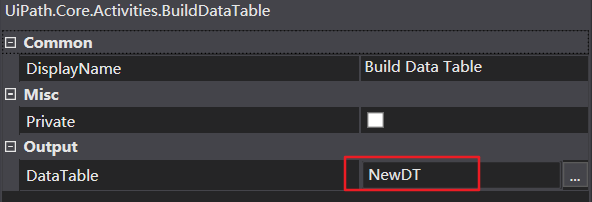 UiPath.Core.Activities.BuildDataTable
Common
DisplayName Build Data Table
Misc
Private
Output
DataTable NewDT ...